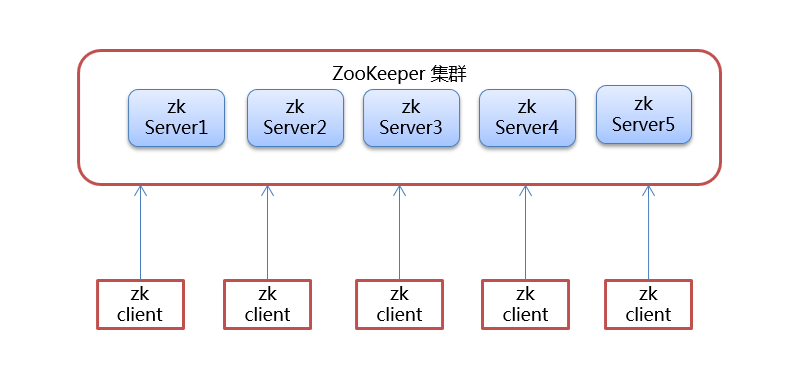 ZooKeeper 集群
zk
Server1
zk
Server2
zk
Server3
zk
Server4
zk
Server5
zk
client
zk
client
zk
client
zk
client
zk
client